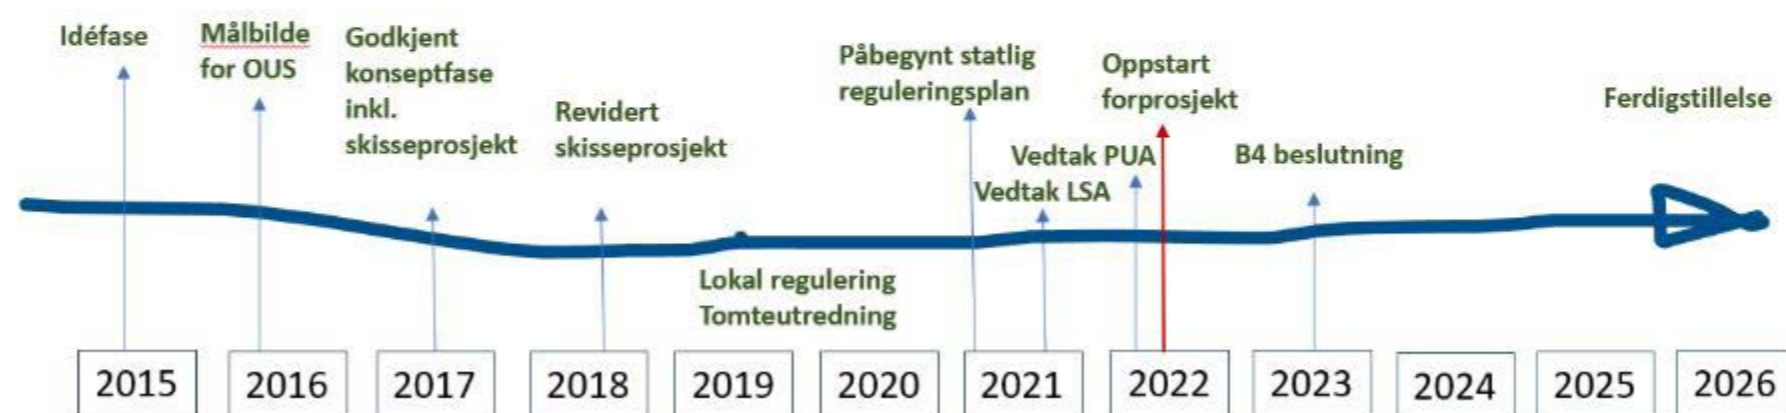 Idéfase
Målbilde
for OUS
Godkjent
konseptfase
inkl.
skisseprosjekt
Revidert
skisseprosjekt
Lokal regulering
Tomteutredning
Påbegynt statlig
reguleringsplan
Vedtak LSA
Vedtak PUA
Oppstart
forprosjekt
B4 beslutning
Ferdigstillelse
2015
2016
2017
2018
2019
2020
2021
2022
2023
2024
2025
2026